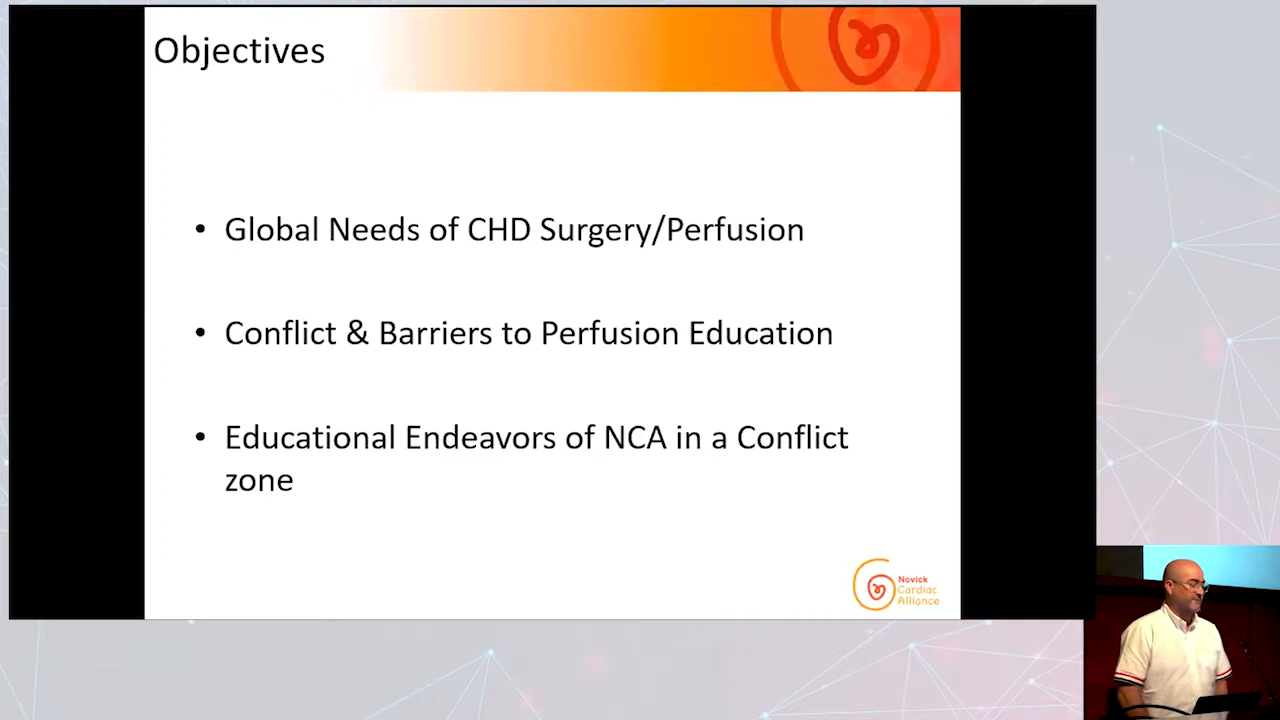 Objectives
• Global Needs of CHD Surgery/Perfusion
• Conflict & Barriers to Perfusion Education
• Educational Endeavors of NCA in a Conflict
zone
Novick
Cardiac
Alliance